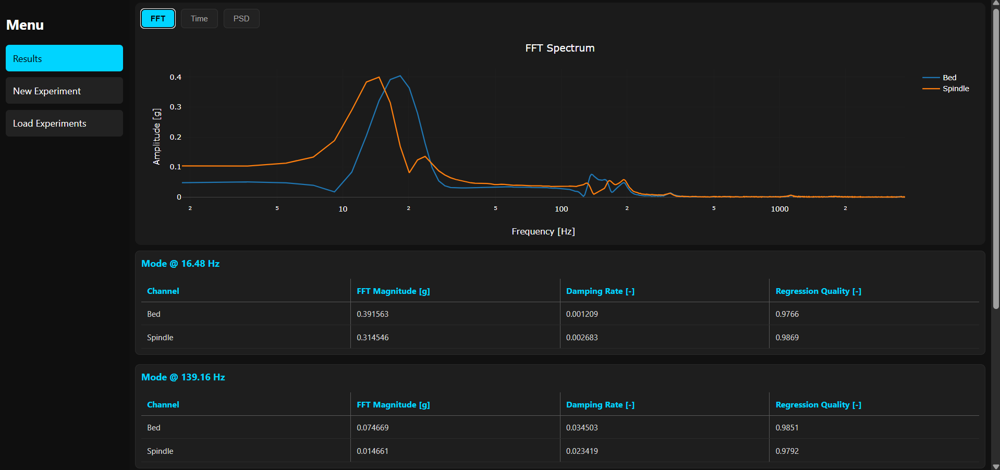 Menu
Results
New Experiment
Load Experiments
FFT Time PSD
FFT Spectrum
Bed
Spindle
Amplitude [g]
0.4
0.3
0.2
0.1
0
2 5 10 2 5 100 2 5 1000 2
Frequency [Hz]
Mode @ 16.48 Hz
Channel FFT Magnitude [g] Damping Rate [-] Regression Quality [-]
Bed 0.391563 0.001209 0.9766
Spindle 0.314546 0.002683 0.9869
Mode @ 139.16 Hz
Channel FFT Magnitude [g] Damping Rate [-] Regression Quality [-]
Bed 0.074669 0.034503 0.9851
Spindle 0.014661 0.023419 0.9792